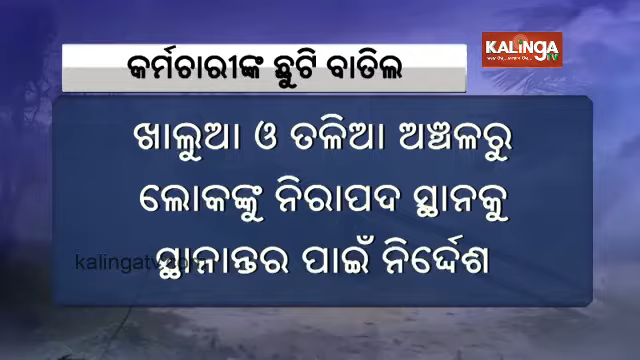 କର୍ମଚାରୀଙ୍କ ଛୁଟି ବାତିଲ
KALINGA TV
ଖାଲୁଆ ଓ ତଳିଆ ଅଞ୍ଚଳରୁ
ଲୋକଙ୍କୁ ନିରାପଦ ସ୍ଥାନକୁ
ସ୍ଥାନାନ୍ତର ପାଇଁ ନିର୍ଦ୍ଦେଶ
kalingatv.com